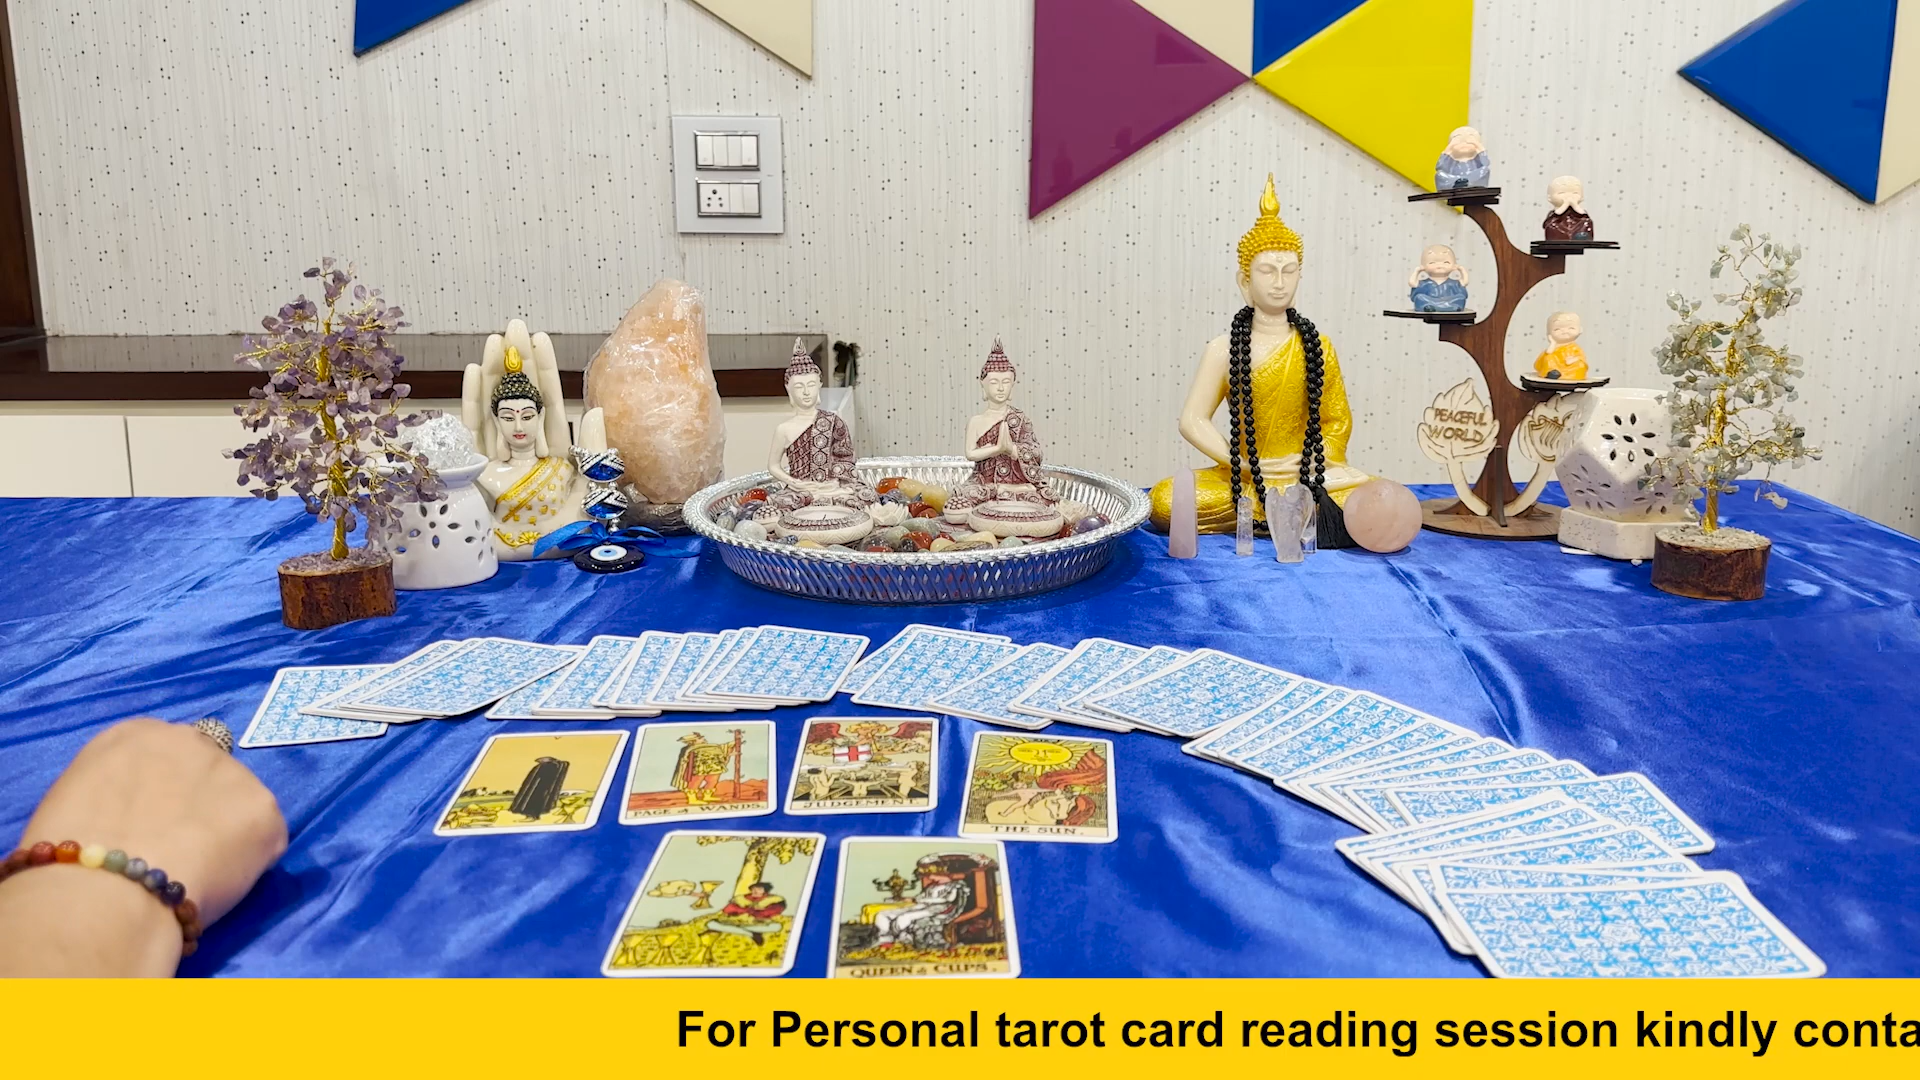 PEACEFUL
WORLD
PAGE of WANDS.
JUDGEMENT.
THE SUN.
QUEEN of CUPS.
For Personal tarot card reading session kindly conta